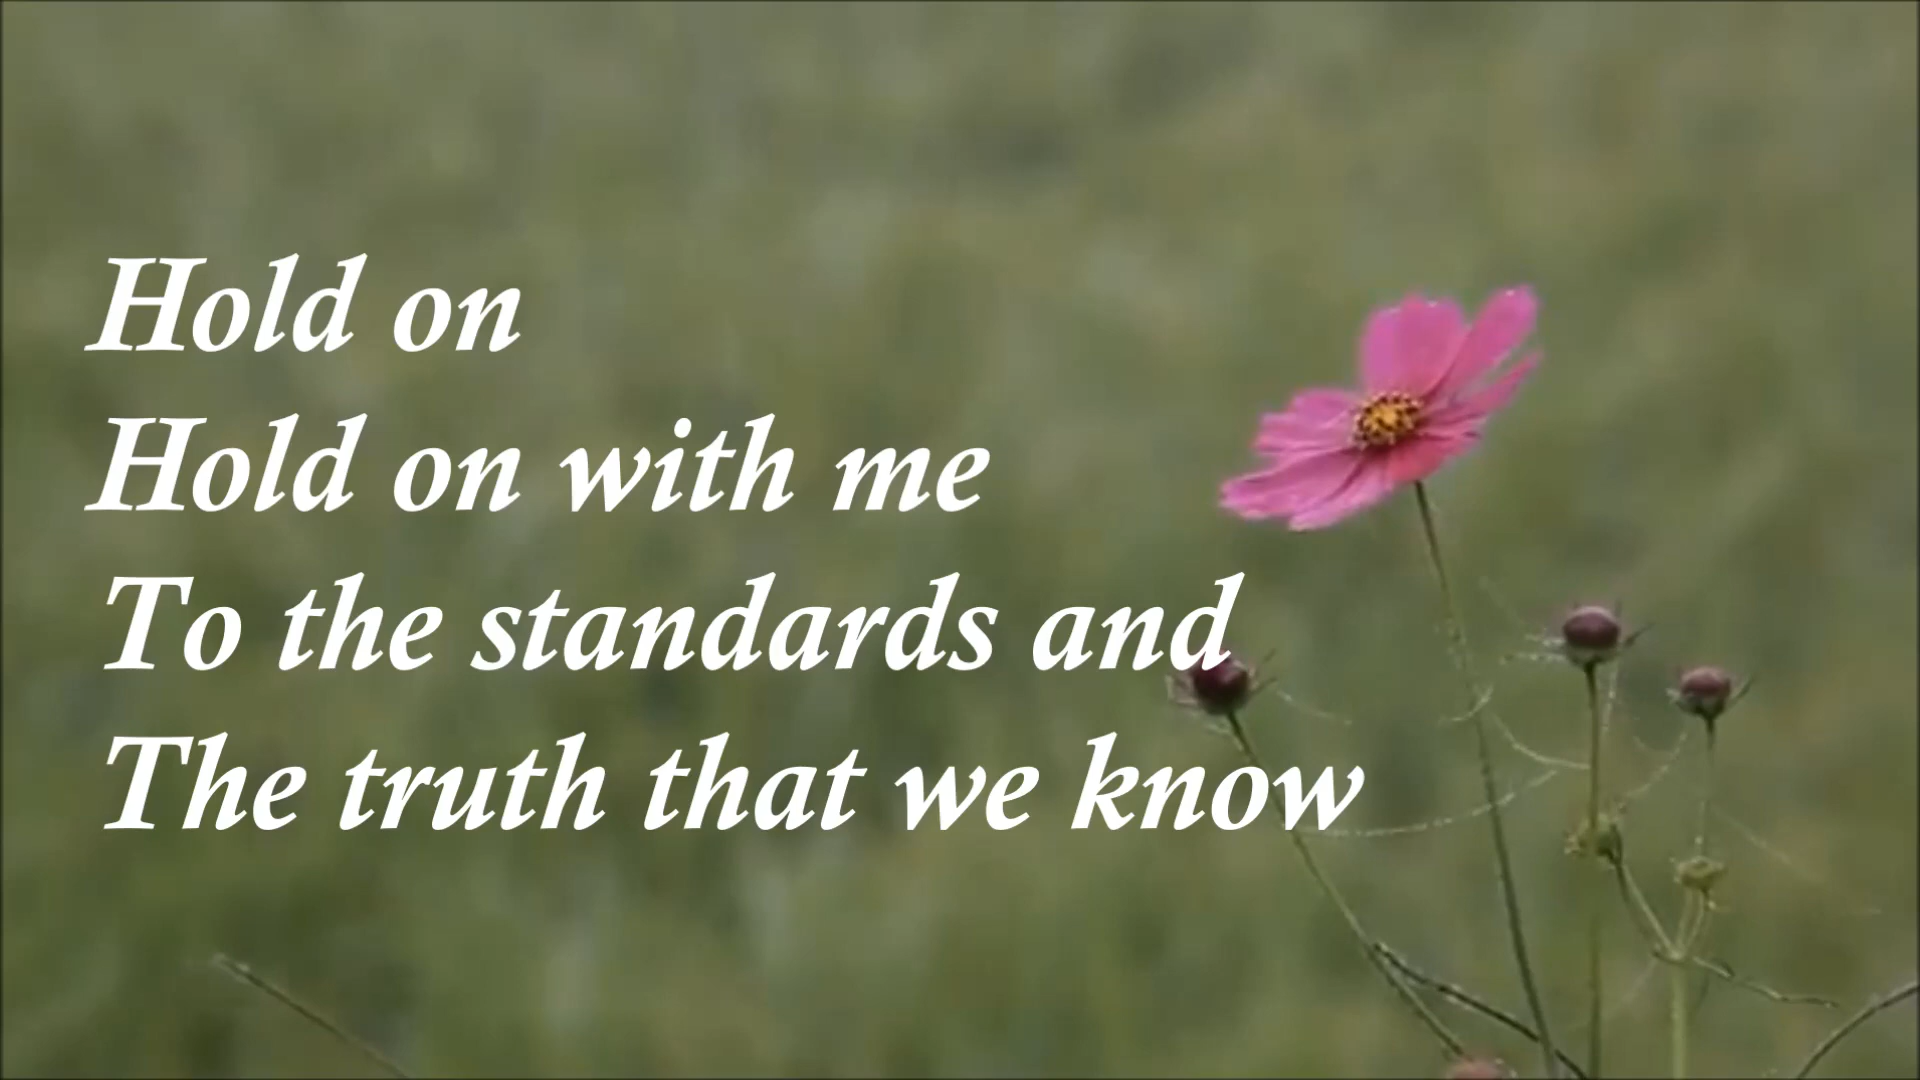 Hold on
Hold on with me
To the standards and
The truth that we know